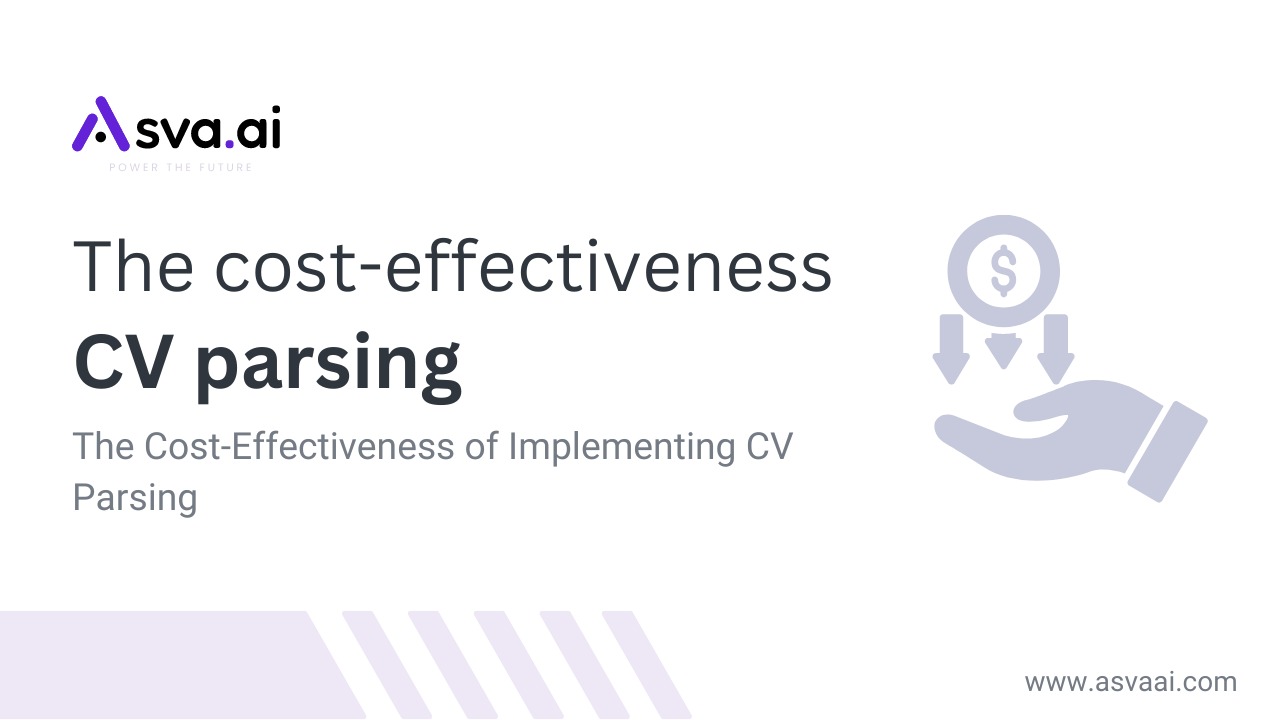 Asva.ai
POWER THE FUTURE
The cost-effectiveness
CV parsing
The Cost-Effectiveness of Implementing CV
Parsing
$
www.asvaai.com